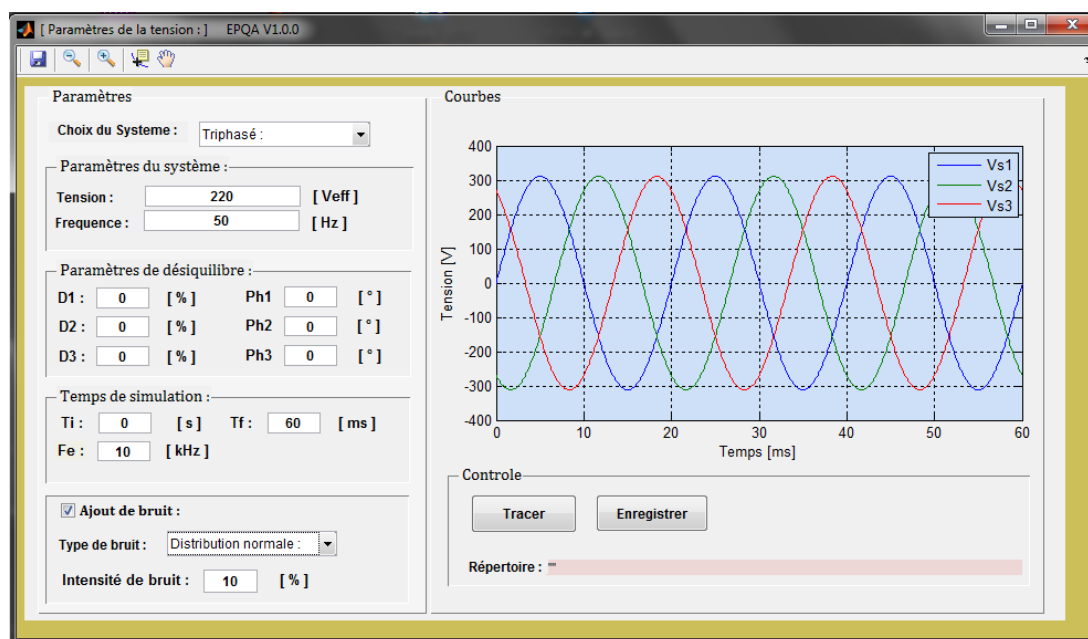 [ Paramètres de la tension : ] EPQA V1.0.0
Paramètres
Choix du Systeme :
Triphasé :
Paramètres du système :
Tension : 220 [ Veff ]
Frequence : 50 [ Hz ]
Paramètres de désiquilibre :
D1 : 0 [ % ] Ph1 0 [ ° ]
D2 : 0 [ % ] Ph2 0 [ ° ]
D3 : 0 [ % ] Ph3 0 [ ° ]
Temps de simulation :
Ti : 0 [ s ] Tf : 60 [ ms ]
Fe : 10 [ kHz ]
Ajout de bruit :
Type de bruit : Distribution normale :
Intensité de bruit : 10 [ % ]
Courbes
400
300
200
100
0
-100
-200
-300
-400
Tension [V]
0 10 20 30 40 50 60
Temps [ms]
Vs1
Vs2
Vs3
Controle
Tracer
Enregistrer
Répertoire : "